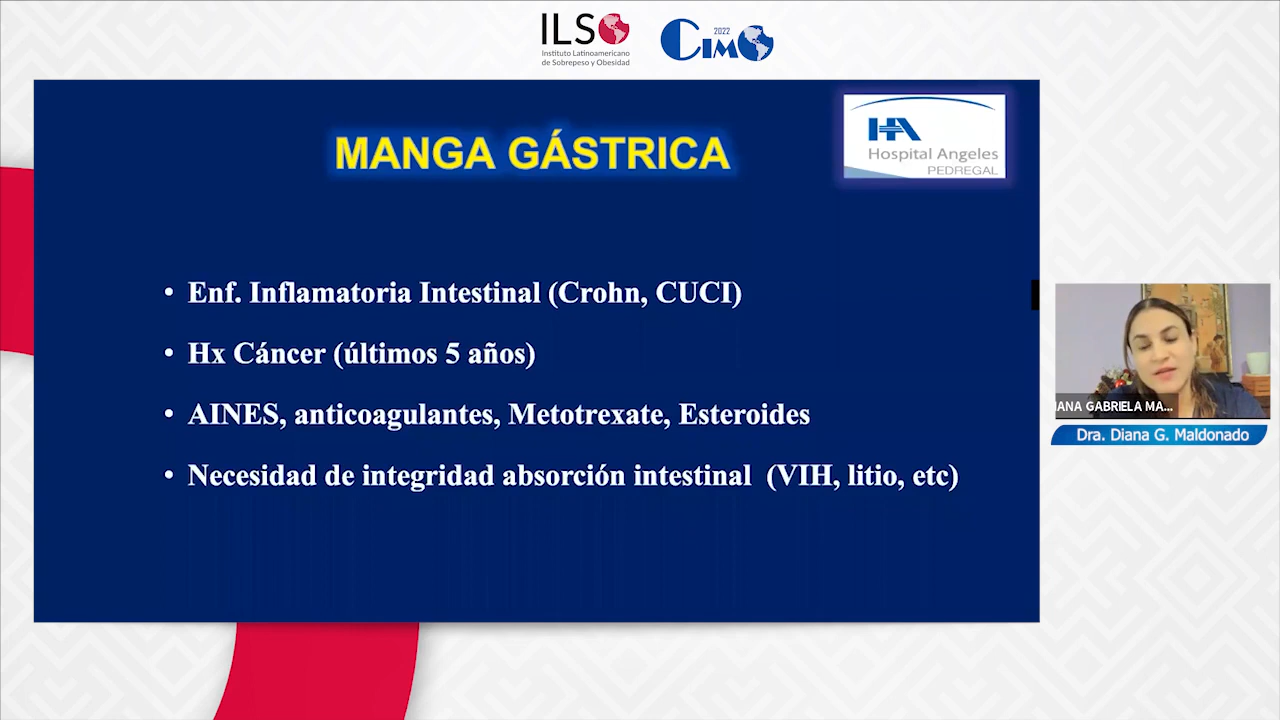 ILSO
Instituto Latinoamericano
de Sobrepeso y Obesidad
2022
CIMO
MANGA GÁSTRICA
HA
Hospital Angeles
PEDREGAL
• Enf. Inflamatoria Intestinal (Crohn, CUCI)
• Hx Cáncer (últimos 5 años)
• AINES, anticoagulantes, Metotrexate, Esteroides
• Necesidad de integridad absorción intestinal (VIH, litio, etc)
IANA GABRIELA MA...
Dra. Diana G. Maldonado